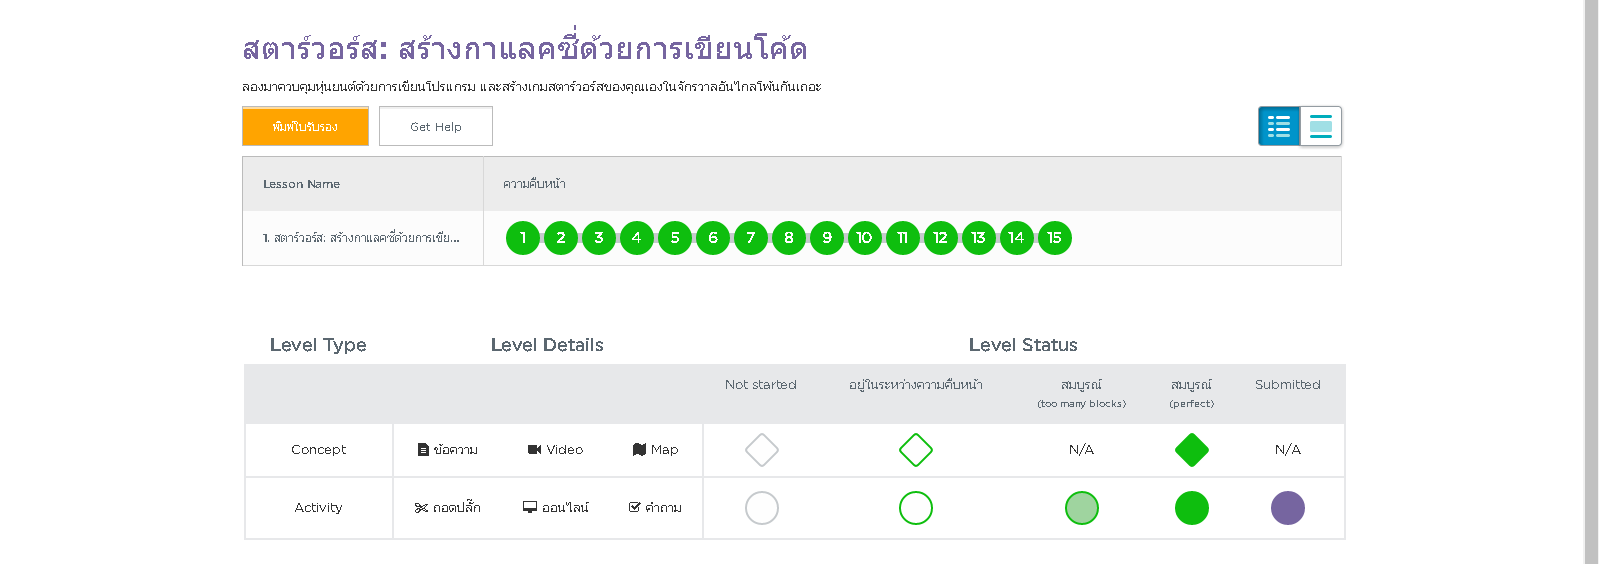 สตาร์วอร์ส: สร้างกาแลคซี่ด้วยการเขียนโค้ด
ลองมาควบคุมหุ่นยนต์ด้วยการเขียนโปรแกรม และสร้างเกมสตาร์วอร์สของคุณเองในจักรวาลอันไกลโพ้นกันเถอะ
พิมพ์ใบรับรอง Get Help
Lesson Name ความคืบหน้า
1. สตาร์วอร์ส: สร้างกาแลคซี่ด้วยการเขีย... 1 2 3 4 5 6 7 8 9 10 11 12 13 14 15
Level Type Level Details Level Status
Not started อยู่ในระหว่างความคืบหน้า สมบูรณ์ สมบูรณ์ Submitted
(too many blocks) (perfect)
Concept ข้อความ Video Map N/A N/A
Activity ถอดปลั๊ก ออนไลน์ คำถาม